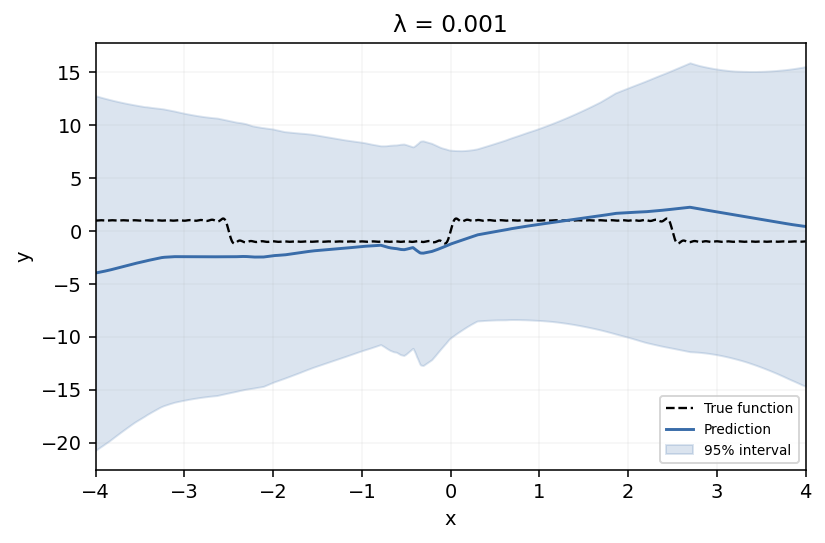 λ = 0.001
15
10
5
0
−5
−10
−15
−20
y
−4
−3
−2
−1
0
1
2
3
4
x
True function
Prediction
95% interval